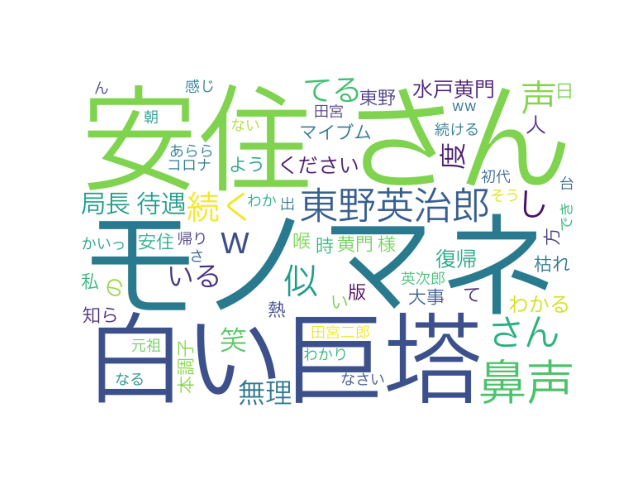 ん
感じ
てる
東野
水戸黄門
声
日
安住さん
朝
ない
田宮
ww
人
マイブム
続ける
あらら
コロナ
よう
ください
度
初代
台
局長
待遇
続く
わか
出
東野英治郎
そう
し
でき
モノマネ
かいっ
安住
帰り
さ
w
喉
時
黄門
様
方
復帰
枯れ
私
の
いる
似
い
版
英次郎
大事
て
わかる
知ら
熱
白い巨塔
元祖
本調子
笑
田宮二郎
さん
わかり
鼻声
なる
無理
なさい